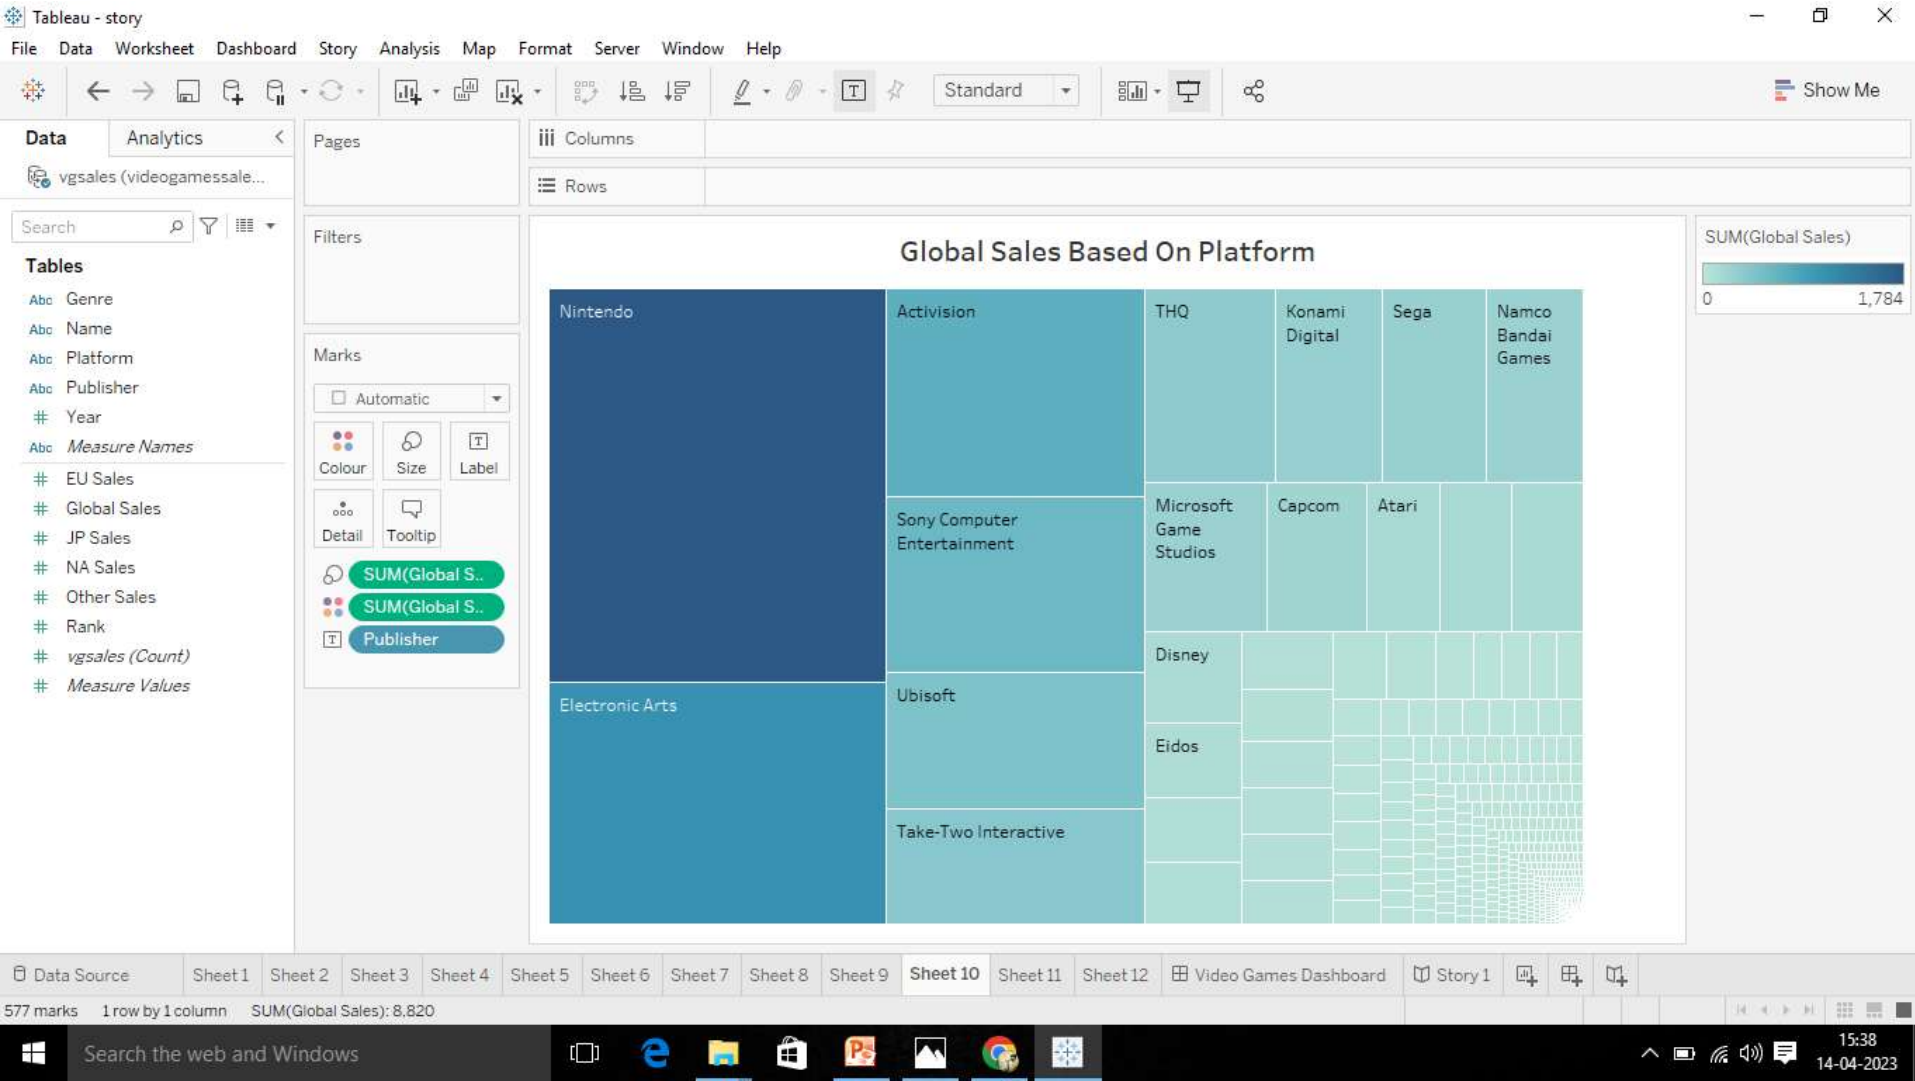 Tableau - story
File Data Worksheet Dashboard Story Analysis Map Format Server Window Help
Standard
Show Me
Data Analytics
vgsales (videogamessale...
Search
Tables
Abc Genre
Abc Name
Abc Platform
Abc Publisher
# Year
Abc Measure Names
# EU Sales
# Global Sales
# JP Sales
# NA Sales
# Other Sales
# Rank
# vgsales (Count)
# Measure Values
Pages
Filters
Marks
Automatic
Colour Size Label
Detail Tooltip
SUM(Global S..
SUM(Global S..
Publisher
Columns
Rows
Global Sales Based On Platform
Nintendo
Electronic Arts
Activision
Sony Computer
Entertainment
Ubisoft
Take-Two Interactive
THQ
Konami
Digital
Sega
Namco
Bandai
Games
Microsoft
Game
Studios
Capcom
Atari
Disney
Eidos
SUM(Global Sales)
0 1,784
Data Source Sheet 1 Sheet 2 Sheet 3 Sheet 4 Sheet 5 Sheet 6 Sheet 7 Sheet 8 Sheet 9 Sheet 10 Sheet 11 Sheet 12 Video Games Dashboard Story 1
577 marks 1 row by 1 column SUM(Global Sales): 8,820
Search the web and Windows
15:38
14-04-2023